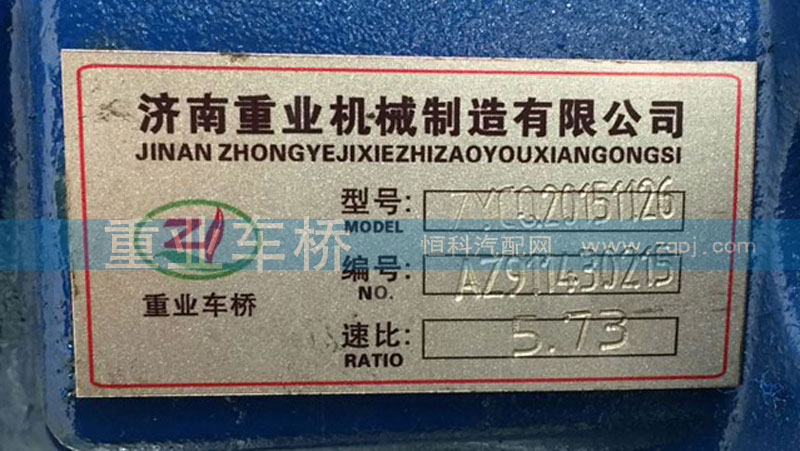 济南重业机械制造有限公司
JINAN ZHONGYEJIXIEZHIZAOYOUXIANGONGSI
型号:
MODEL
ZYCQ20151126
重业车桥
恒科汽配网
www.zgpj.com
编号:
NO.
AZ911430215
重业车桥
速比:
RATIO
5.73